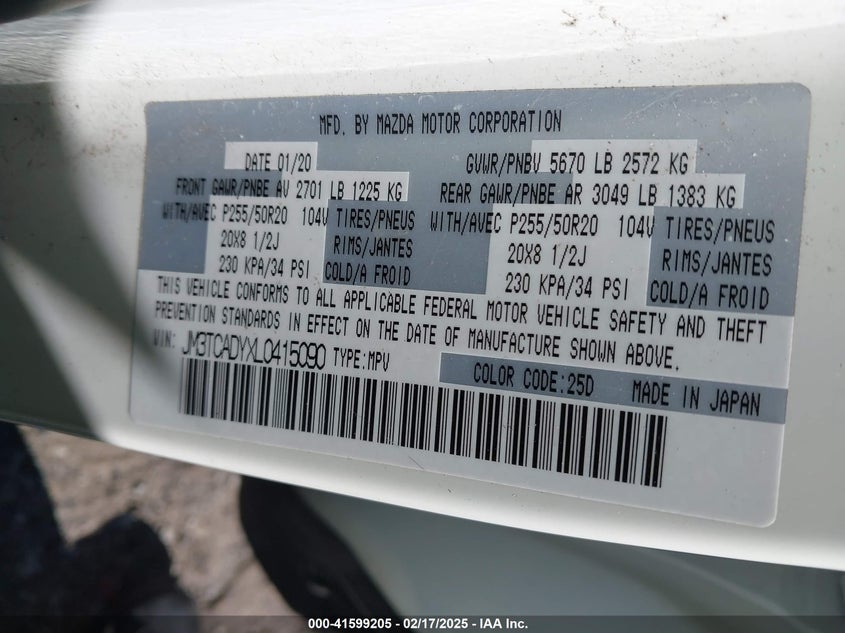 MFD. BY MAZDA MOTOR CORPORATION
DATE 01/20 GVWR/PNBV 5670 LB 2572 KG
FRONT GAWR/PNBE AV 2701 LB 1225 KG REAR GAWR/PNBE AR 3049 LB 1383 KG
WITH/AVEC P255/50R20 104V TIRES/PNEUS WITH/AVEC P255/50R20 104V TIRES/PNEUS
20X8 1/2J RIMS/JANTES 20X8 1/2J RIMS/JANTES
230 KPA/34 PSI COLD/A FROID 230 KPA/34 PSI COLD/A FROID
THIS VEHICLE CONFORMS TO ALL APPLICABLE FEDERAL MOTOR VEHICLE SAFETY AND THEFT
PREVENTION STANDARDS IN EFFECT ON THE DATE OF MANUFACTURE SHOWN ABOVE.
VIN: JM3TCADYXL0415090 TYPE:MPV
COLOR CODE:25D MADE IN JAPAN
000-41599205 - 02/17/2025 - IAA Inc.